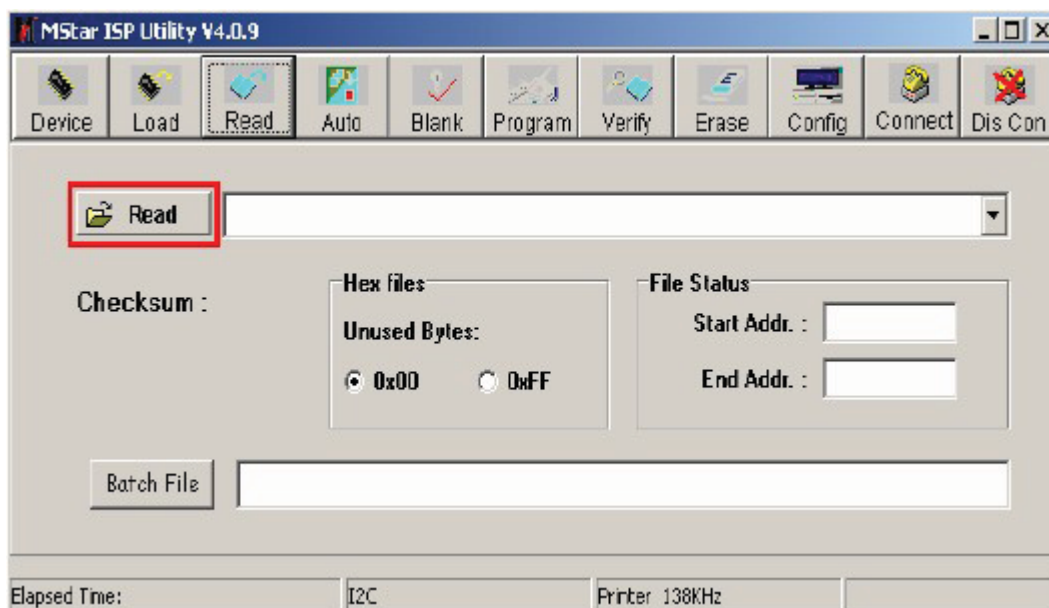 MStar ISP Utility V4.0.9
Device Load Read Auto Blank Program Verify Erase Config Connect Dis Con
Read
Checksum :
Hex files
Unused Bytes:
0x00 0xFF
File Status
Start Addr. :
End Addr. :
Batch File
Elapsed Time: I2C Printer 138KHz